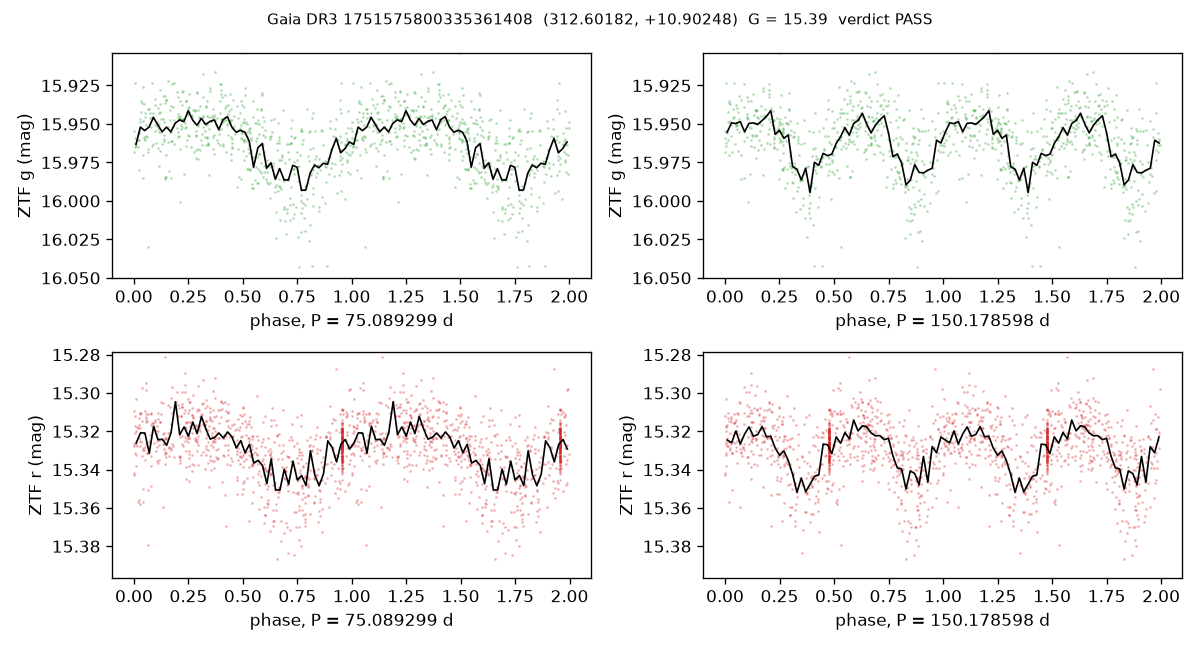 Gaia DR3 1751575800335361408  (312.60182, +10.90248)  G = 15.39  verdict PASS
ZTF g (mag)
15.925
15.950
15.975
16.000
16.025
16.050
0.00 0.25 0.50 0.75 1.00 1.25 1.50 1.75 2.00
phase, P = 75.089299 d
ZTF g (mag)
15.925
15.950
15.975
16.000
16.025
16.050
0.00 0.25 0.50 0.75 1.00 1.25 1.50 1.75 2.00
phase, P = 150.178598 d
ZTF r (mag)
15.28
15.30
15.32
15.34
15.36
15.38
0.00 0.25 0.50 0.75 1.00 1.25 1.50 1.75 2.00
phase, P = 75.089299 d
ZTF r (mag)
15.28
15.30
15.32
15.34
15.36
15.38
0.00 0.25 0.50 0.75 1.00 1.25 1.50 1.75 2.00
phase, P = 150.178598 d